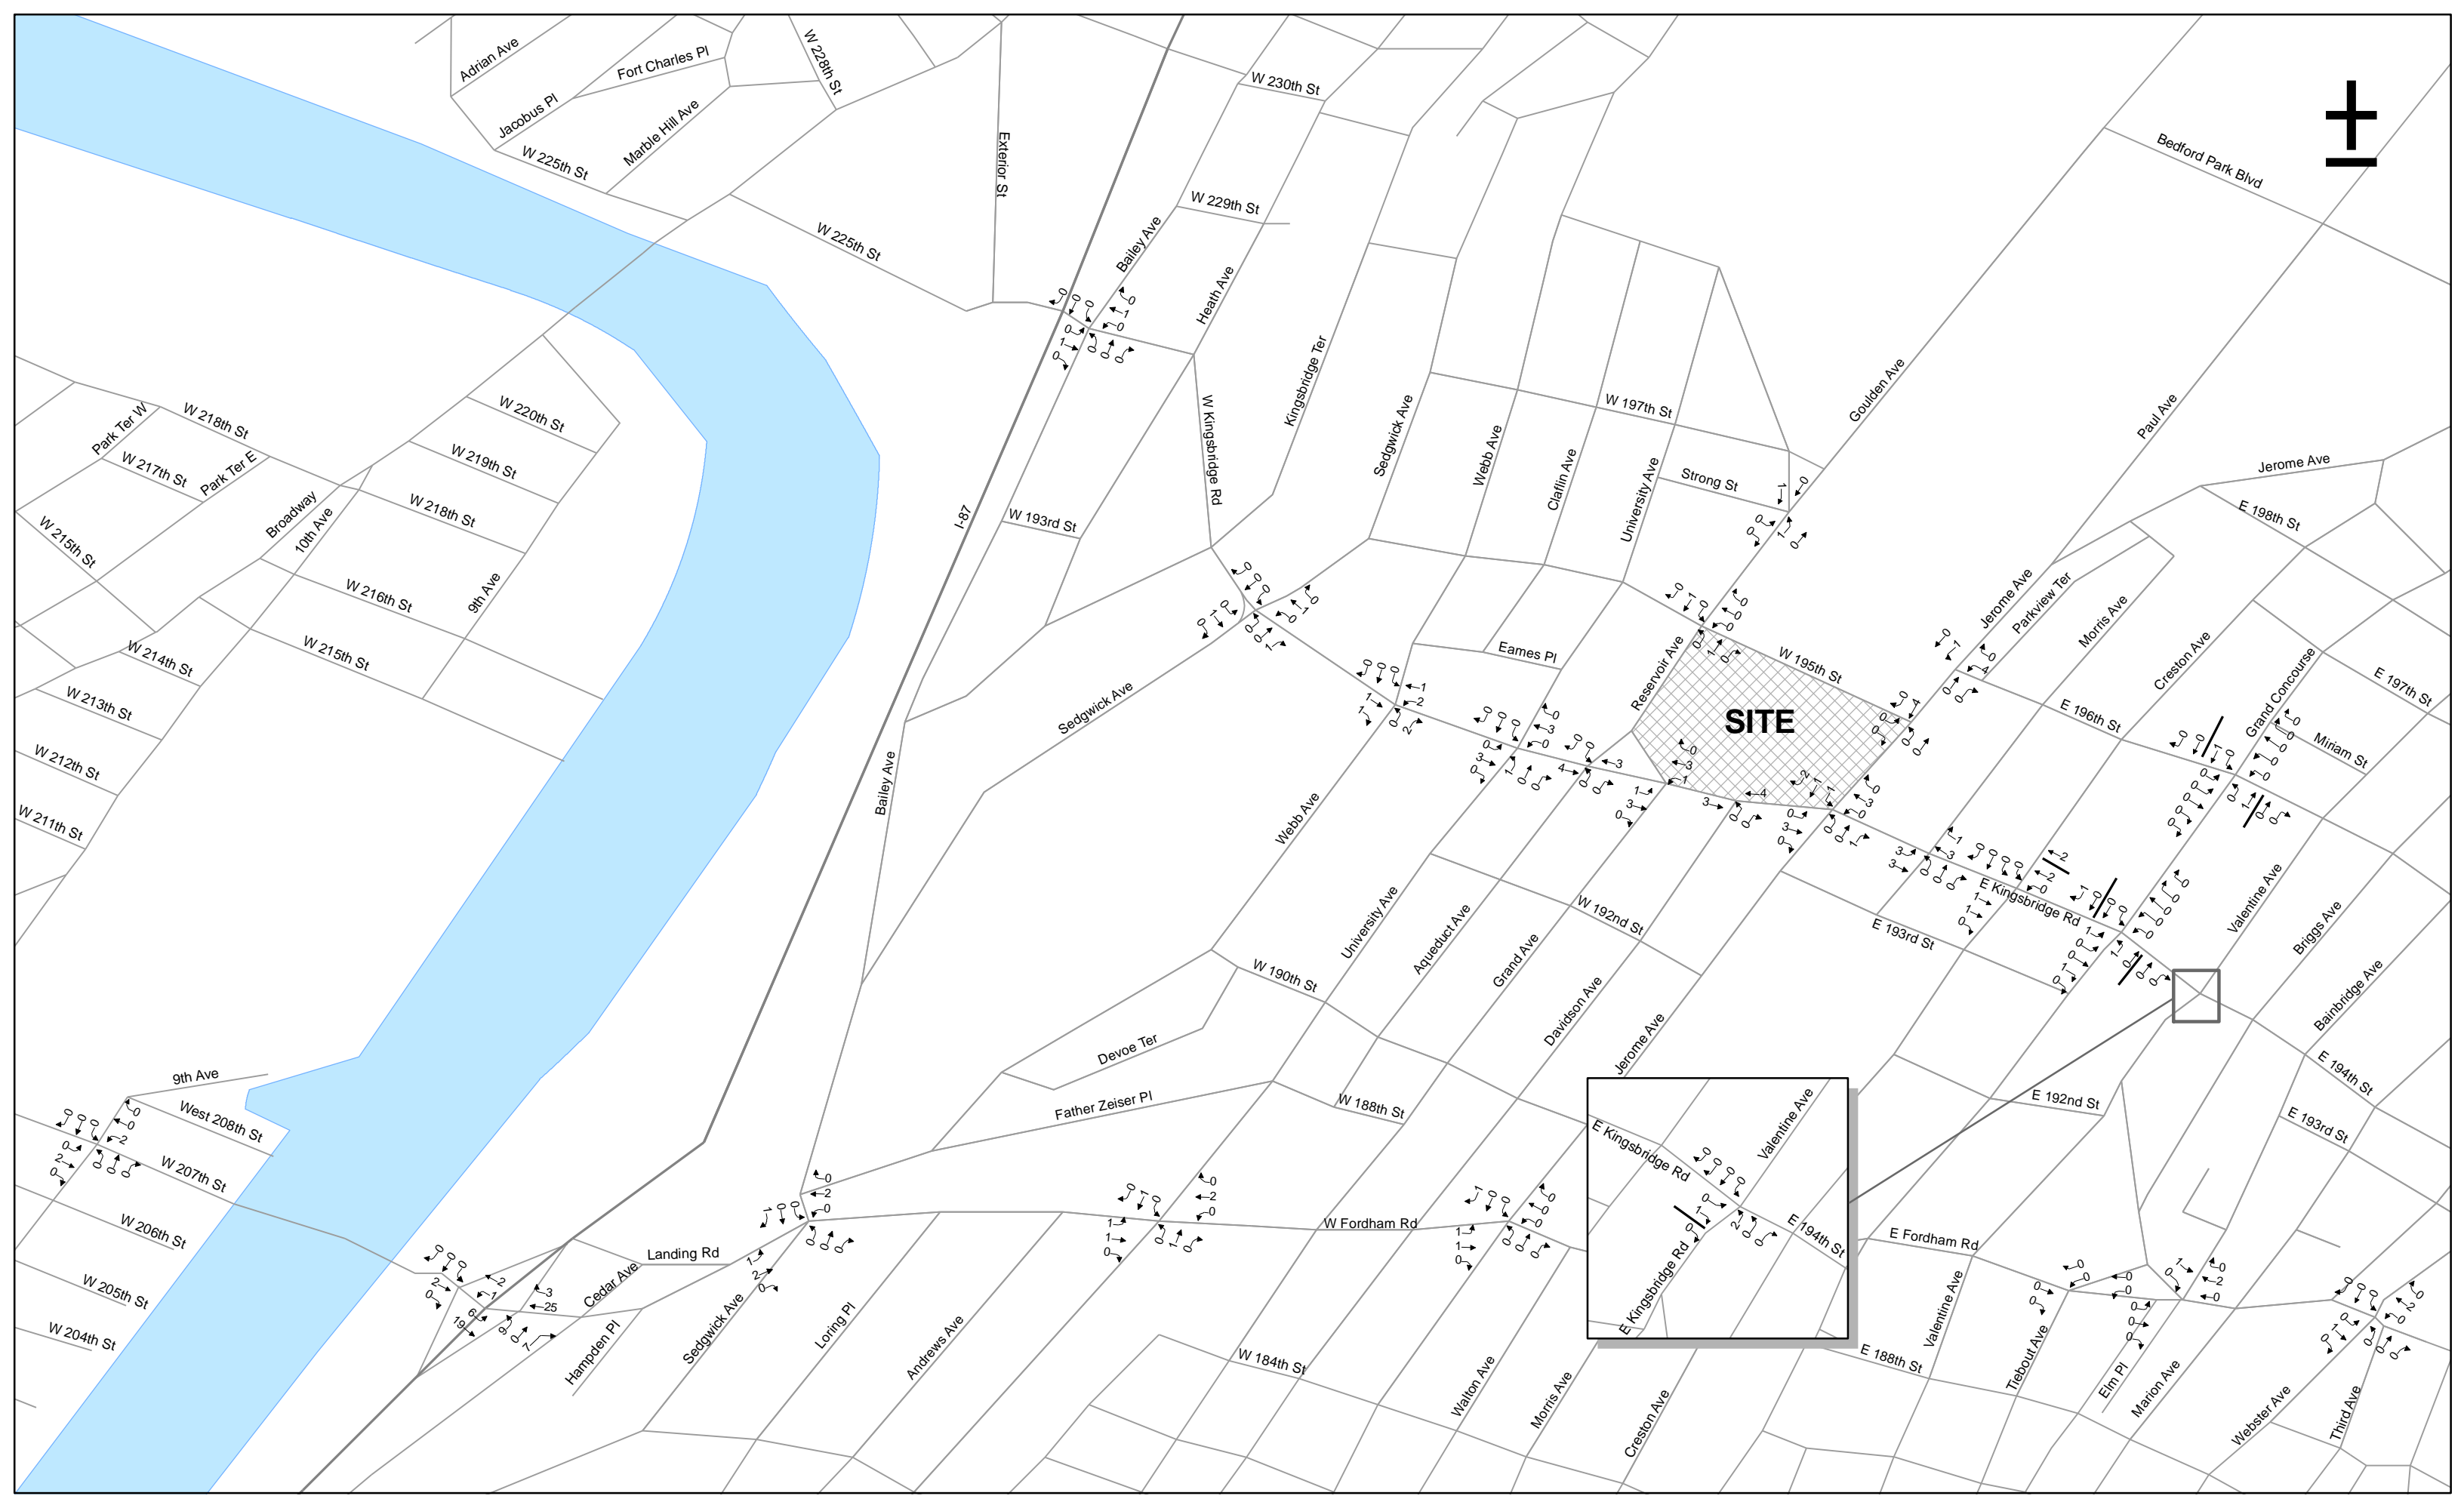 Adrian Ave
Fort Charles Pl
W 228th St
Jacobus Pl
Marble Hill Ave
W 225th St
Exterior St
W 230th St
Bedford Park Blvd
W 225th St
W 229th St
Bailey Ave
Heath Ave
Kingsbridge Ter
W Kingsbridge Rd
Sedgwick Ave
Webb Ave
Claflin Ave
University Ave
W 197th St
Strong St
Goulden Ave
Paul Ave
Jerome Ave
E 198th St
Park Ter W
W 218th St
W 217th St
Park Ter E
W 220th St
W 219th St
W 218th St
Broadway
10th Ave
W 215th St
W 216th St
9th Ave
W 215th St
W 214th St
W 213th St
W 212th St
W 211th St
I-87
W 193rd St
Eames Pl
Reservoir Ave
W 195th St
SITE
Jerome Ave
Parkview Ter
Morris Ave
Creston Ave
Grand Concourse
E 197th St
E 196th St
Miriam St
Sedgwick Ave
Bailey Ave
Webb Ave
University Ave
Aqueduct Ave
Grand Ave
W 192nd St
Davidson Ave
Jerome Ave
E Kingsbridge Rd
E 193rd St
Valentine Ave
Briggs Ave
Bainbridge Ave
W 190th St
Devoe Ter
Father Zeiser Pl
W 188th St
E 192nd St
E 194th St
E 193rd St
9th Ave
West 208th St
W 207th St
W 206th St
W 205th St
W 204th St
Landing Rd
Cedar Ave
Hampden Pl
Sedgwick Ave
Loring Pl
Andrews Ave
W Fordham Rd
W 184th St
Walton Ave
Morris Ave
Creston Ave
E Kingsbridge Rd
Valentine Ave
E 194th St
E Kingsbridge Rd
E Fordham Rd
Valentine Ave
E 188th St
Tiebout Ave
Elm Pl
Marion Ave
Webster Ave
Third Ave
25
19